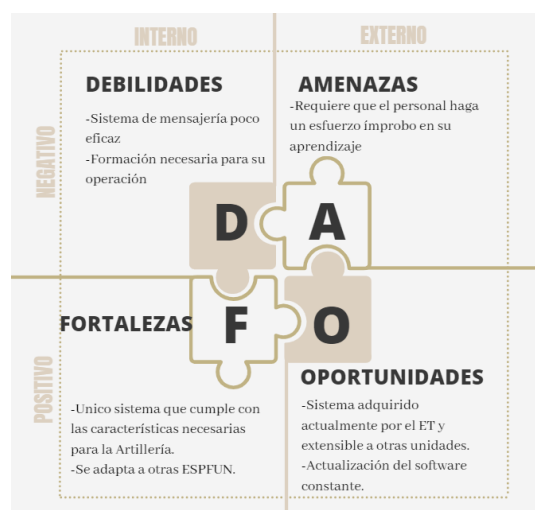 INTERNO
EXTERNO
NEGATIVO
DEBILIDADES
-Sistema de mensajería poco
eficaz
-Formación necesaria para su
operación
AMENAZAS
-Requiere que el personal haga
un esfuerzo ímprobo en su
aprendizaje
D
A
POSITIVO
FORTALEZAS
F
O
-Unico sistema que cumple con
las características necesarias
para la Artillería.
-Se adapta a otras ESPFUN.
OPORTUNIDADES
-Sistema adquirido
actualmente por el ET y
extensible a otras unidades.
-Actualización del software
constante.